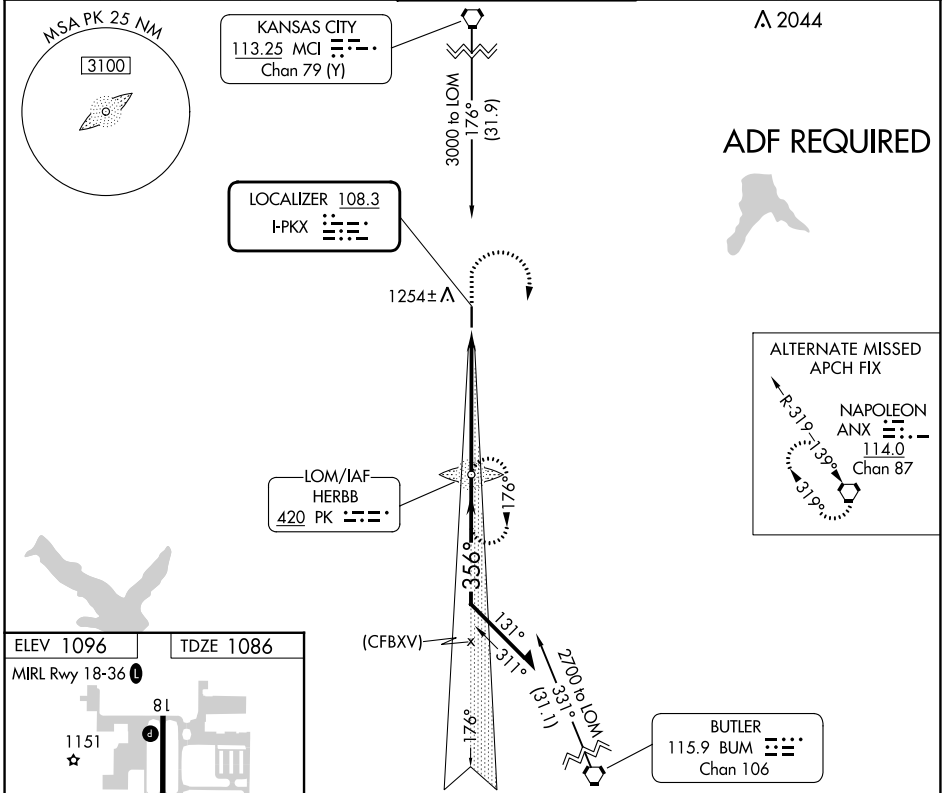 MSA PK 25 NM
3100
KANSAS CITY
113.25 MCI
Chan 79 (Y)
3000 to LOM
176°
(31.9)
2044
ADF REQUIRED
LOCALIZER 108.3
I-PKX
1254±
ALTERNATE MISSED
APCH FIX
R-319
139°
319°
NAPOLEON
ANX
114.0
Chan 87
LOM/IAF
HERBB
420 PK
176°
356°
131°
311°
(CFBXV)
176°
2700 to LOM
331°
(31.1)
BUTLER
115.9 BUM
Chan 106
ELEV 1096
TDZE 1086
MIRL Rwy 18-36 L
18
P
1151